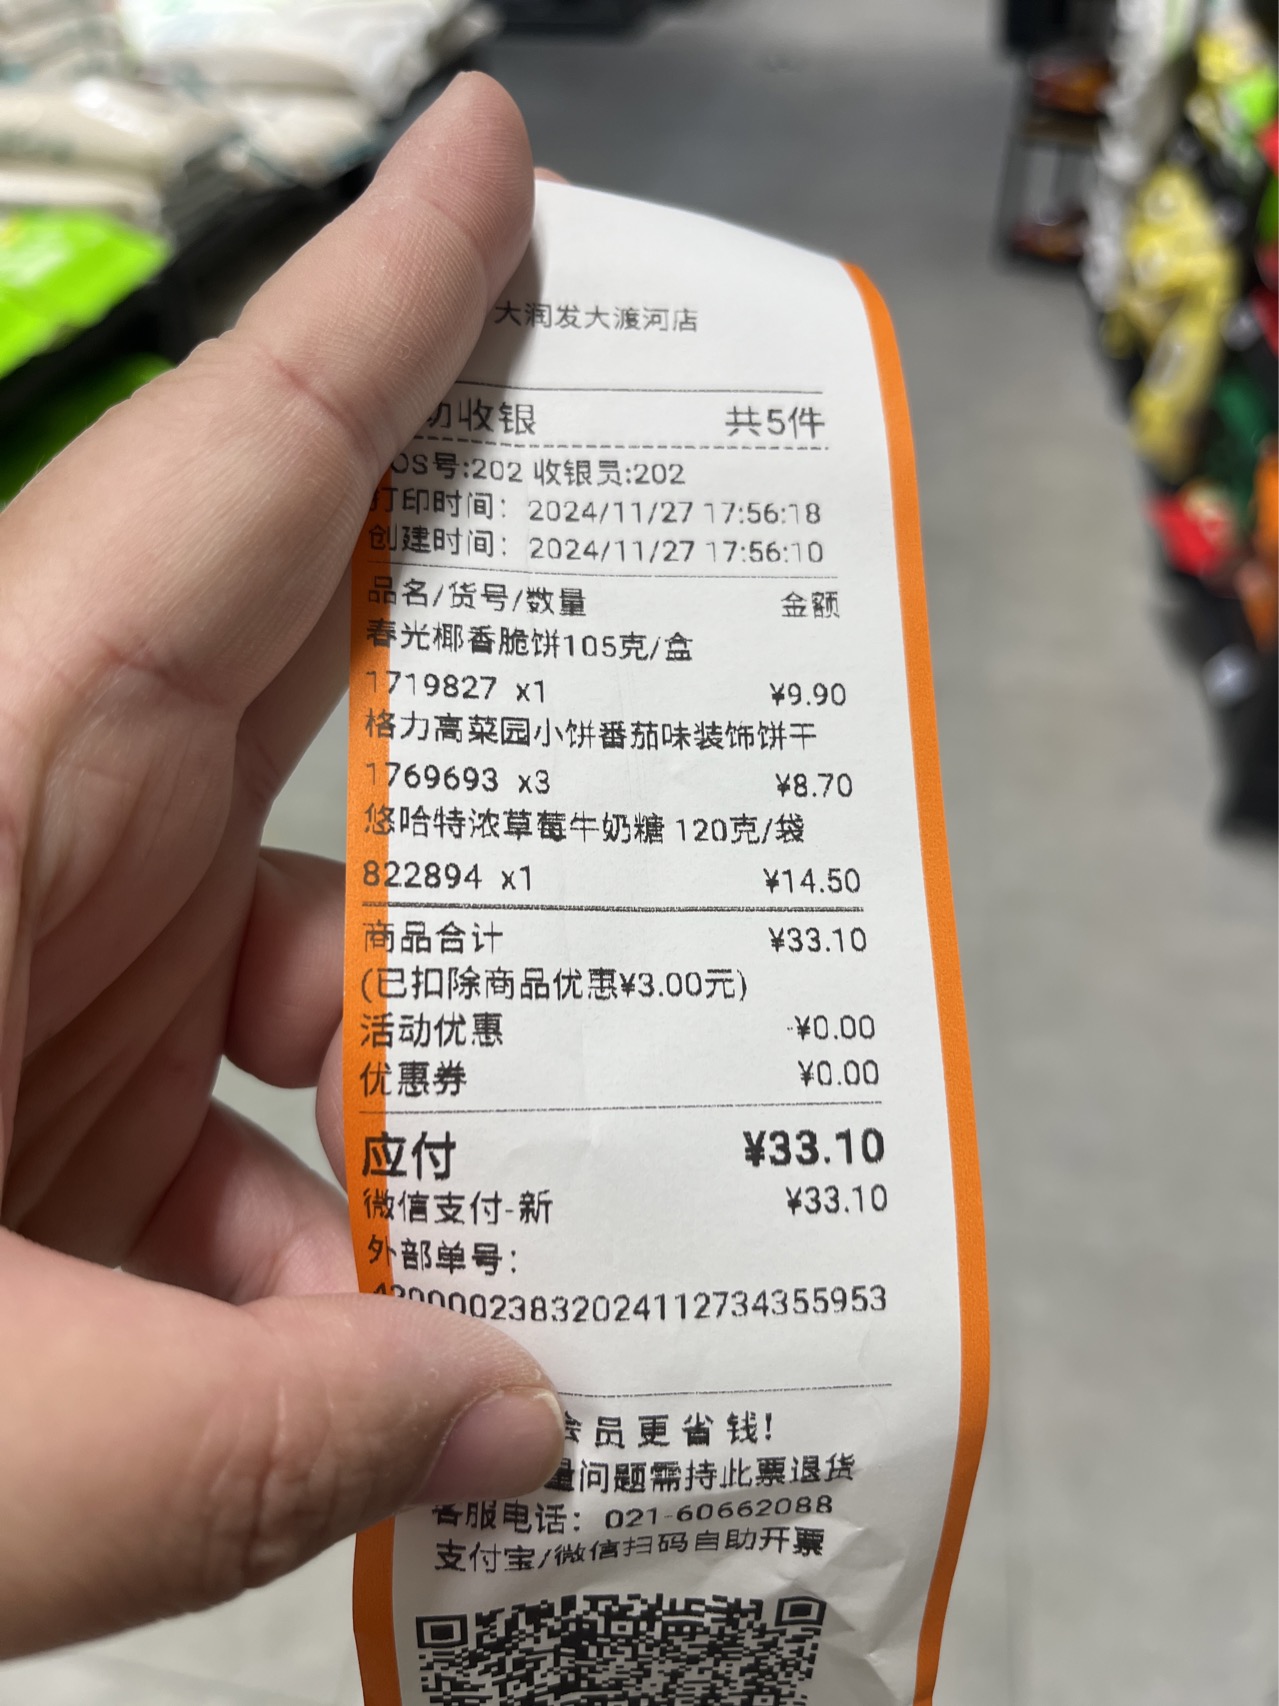 大润发大渡河店
收银 共5件
OS号:202 收银员:202
打印时间: 2024/11/27 17:56:18
创建时间: 2024/11/27 17:56:10
品名/货号/数量 金额
春光椰香脆饼105克/盒
1719827 x1 ¥9.90
格力高菜园小饼番茄味装饰饼干
1769693 x3 ¥8.70
悠哈特浓草莓牛奶糖 120克/袋
822894 x1 ¥14.50
商品合计 ¥33.10
(已扣除商品优惠¥3.00元)
活动优惠 -¥0.00
优惠券 ¥0.00
应付 ¥33.10
微信支付-新 ¥33.10
外部单号:
42000023832024112734355953
会员更省钱!
量问题需持此票退货
客服电话: 021-60662088
支付宝/微信扫码自助开票